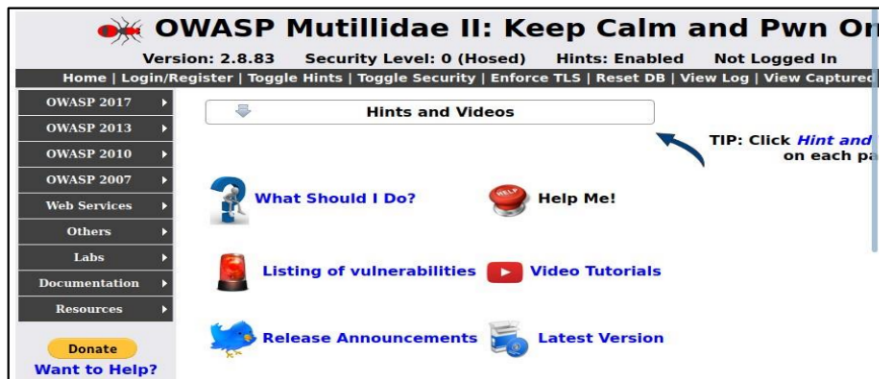 OWASP Mutillidae II: Keep Calm and Pwn On
Version: 2.8.83 Security Level: 0 (Hosed) Hints: Enabled Not Logged In
Home | Login/Register | Toggle Hints | Toggle Security | Enforce TLS | Reset DB | View Log | View Captured
OWASP 2017
OWASP 2013
OWASP 2010
OWASP 2007
Web Services
Others
Labs
Documentation
Resources
Donate
Want to Help?
Hints and Videos
TIP: Click Hint and
on each pa
What Should I Do?
HELP
Help Me!
Listing of vulnerabilities
Video Tutorials
Release Announcements
Latest Version